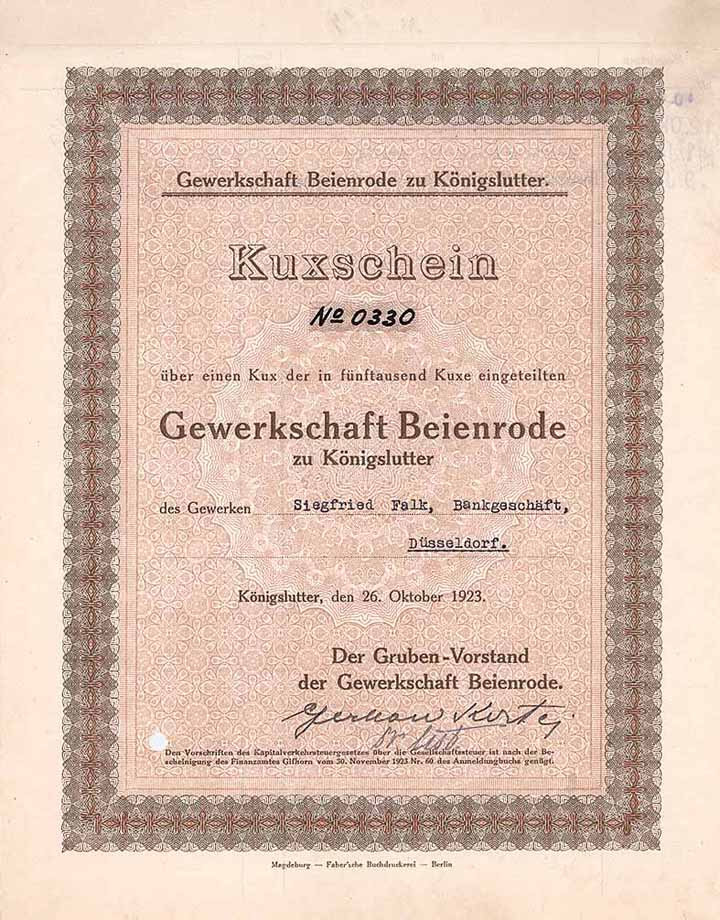 Gewerkschaft Beienrode zu Königslutter.
Kuxschein
No 0330
über einen Kux der in fünftausend Kuxe eingeteilten
Gewerkschaft Beienrode
zu Königslutter
des Gewerken Siegfried Falk, Bankgeschäft,
Düsseldorf.
Königslutter, den 26. Oktober 1923.
Der Gruben-Vorstand
der Gewerkschaft Beienrode.
Den Vorschriften des Kapitalverkehrsteuergesetzes über die Gesellschaftsteuer ist nach der Be-
scheinigung des Finanzamtes Gifhorn vom 30. November 1923 Nr. 60 des Anmeldungbuchs genügt.
Magdeburg — Faber'sche Buchdruckerei — Berlin